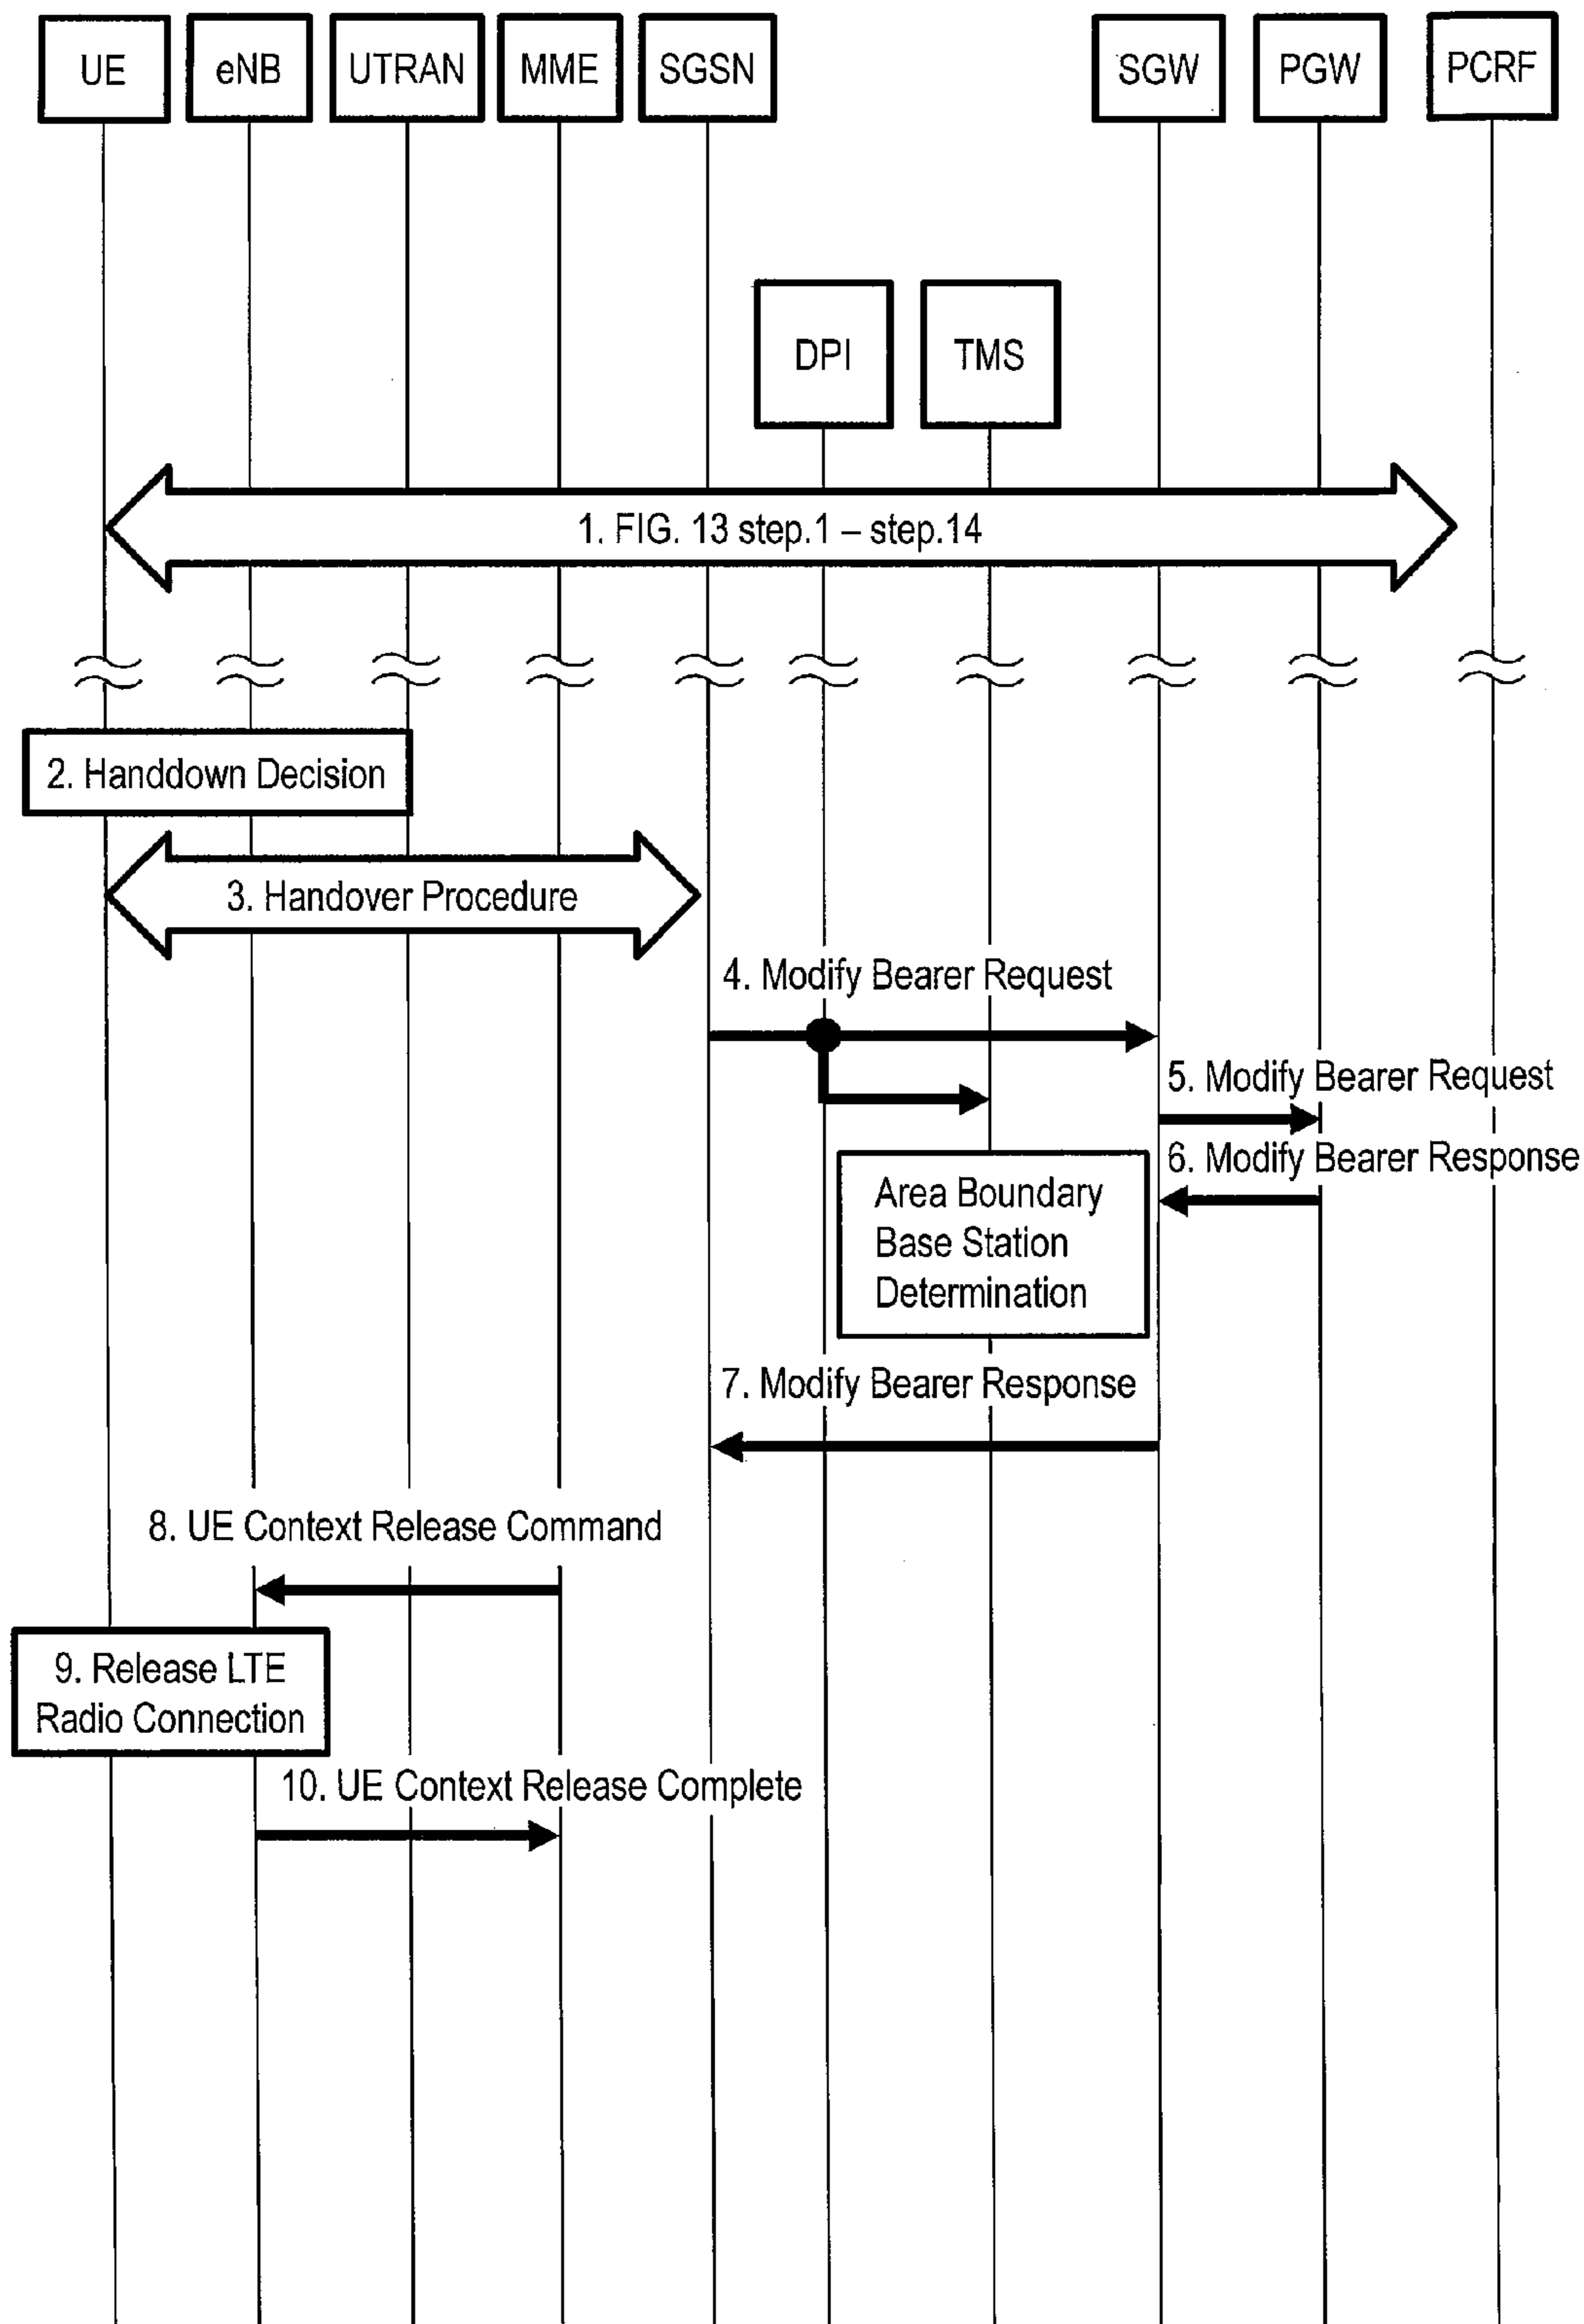 UE
eNB
UTRAN
MME
SGSN
SGW
PGW
PCRF
DPI
TMS
1. FIG. 13 step.1 – step.14
2. Handdown Decision
3. Handover Procedure
4. Modify Bearer Request
5. Modify Bearer Request
6. Modify Bearer Response
Area Boundary
Base Station
Determination
7. Modify Bearer Response
8. UE Context Release Command
9. Release LTE
Radio Connection
10. UE Context Release Complete